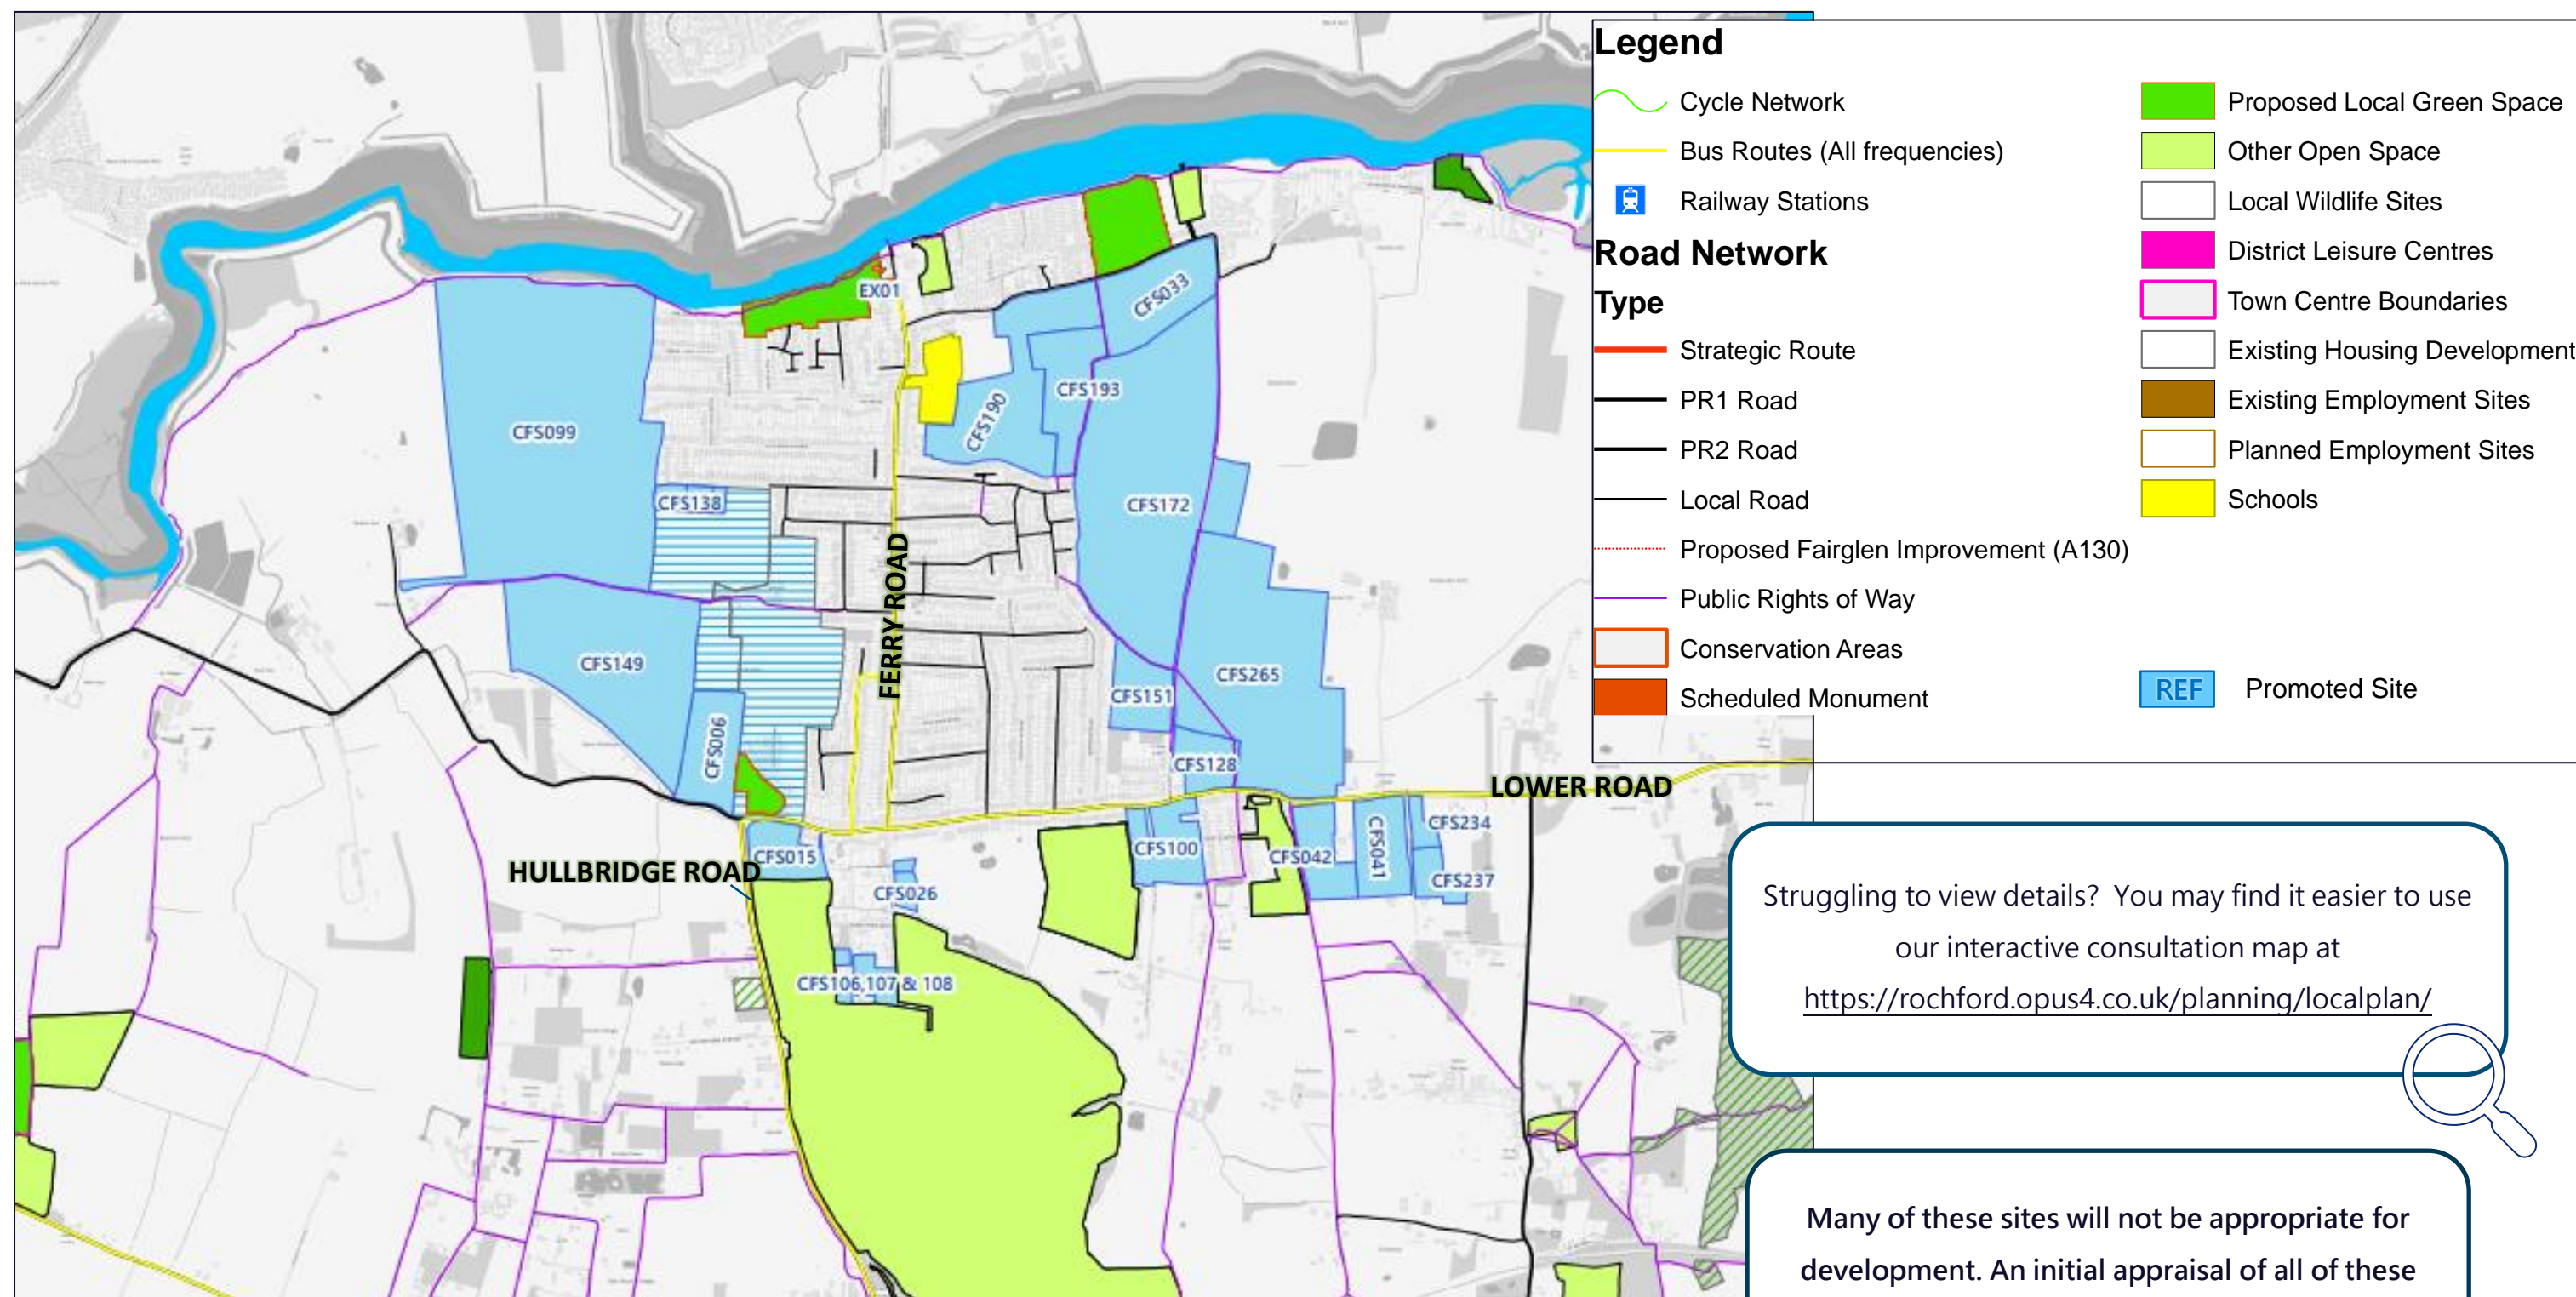 Legend
Cycle Network
Bus Routes (All frequencies)
Railway Stations
Road Network
Type
Strategic Route
PR1 Road
PR2 Road
Local Road
Proposed Fairglen Improvement (A130)
Public Rights of Way
Conservation Areas
Scheduled Monument
Proposed Local Green Space
Other Open Space
Local Wildlife Sites
District Leisure Centres
Town Centre Boundaries
Existing Housing Development
Existing Employment Sites
Planned Employment Sites
Schools
REF Promoted Site
EX01
CFS033
CFS193
CFS190
CFS099
CFS138
CFS172
FERRY ROAD
CFS149
CFS151
CFS265
CFS006
CFS128
LOWER ROAD
CFS015
CFS100
CFS042
CFS041
CFS234
CFS237
HULLBRIDGE ROAD
CFS026
CFS106,107 & 108
Struggling to view details? You may find it easier to use
our interactive consultation map at
https://rochford.opus4.co.uk/planning/localplan/
Many of these sites will not be appropriate for
development. An initial appraisal of all of these